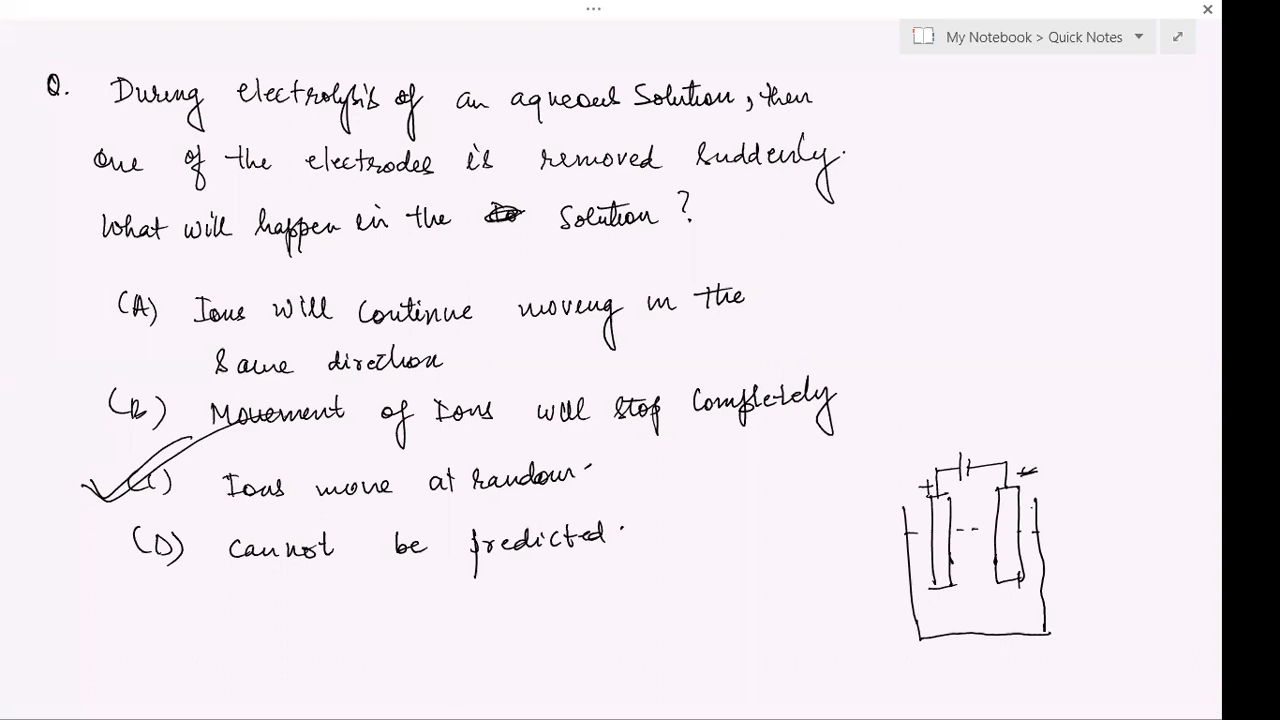 My Notebook > Quick Notes
Q. During electrolysis of an aqueous Solution, then
one of the electrodes is removed suddenly.
What will happen in the Solution?
(A) Ions will continue moving in the
Same direction
(B) Movement of Ions will stop completely
(C) Ions move at random.
(D) cannot be predicted.
+